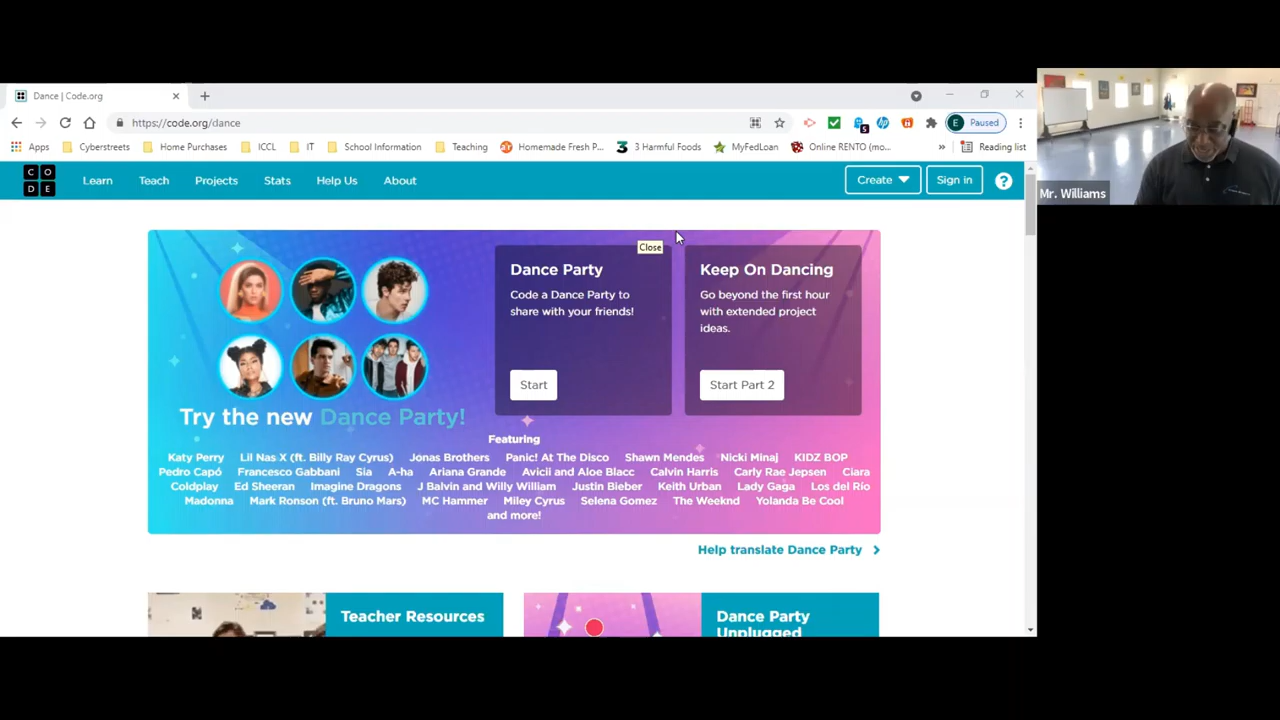 Dance | Code.org
https://code.org/dance
E Paused
5
Apps Cyberstreets Home Purchases ICCL IT School Information Teaching Homemade Fresh P... 3 Harmful Foods MyFedLoan Online RENTO (mo... » Reading list
CODE Learn Teach Projects Stats Help Us About Create Sign in ?
Mr. Williams
Close
Dance Party
Code a Dance Party to
share with your friends!
Start
Keep On Dancing
Go beyond the first hour
with extended project
ideas.
Start Part 2
Try the new Dance Party!
Featuring
Katy Perry Lil Nas X (ft. Billy Ray Cyrus) Jonas Brothers Panic! At The Disco Shawn Mendes Nicki Minaj KIDZ BOP
Pedro Capó Francesco Gabbani Sia A-ha Ariana Grande Avicii and Aloe Blacc Calvin Harris Carly Rae Jepsen Ciara
Coldplay Ed Sheeran Imagine Dragons J Balvin and Willy William Justin Bieber Keith Urban Lady Gaga Los del Río
Madonna Mark Ronson (ft. Bruno Mars) MC Hammer Miley Cyrus Selena Gomez The Weeknd Yolanda Be Cool
and more!
Help translate Dance Party
Teacher Resources
Dance Party
Unplugged